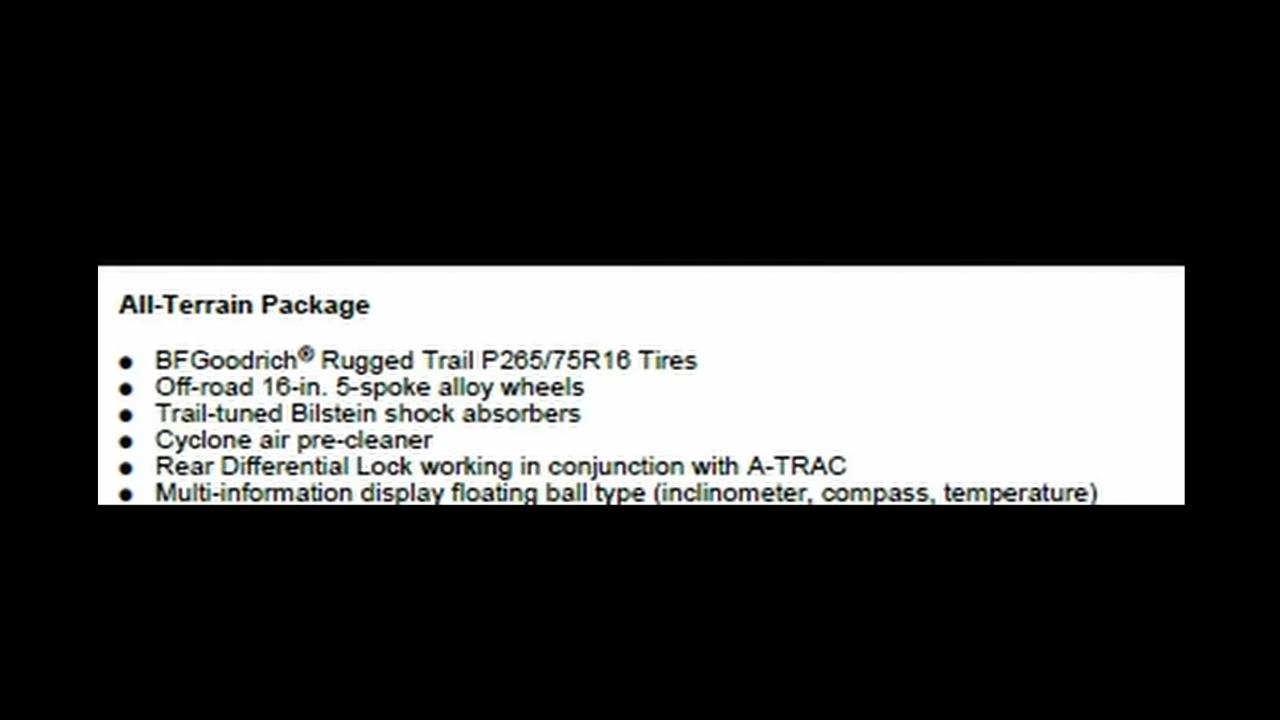 All-Terrain Package
● BFGoodrich® Rugged Trail P265/75R16 Tires
● Off-road 16-in. 5-spoke alloy wheels
● Trail-tuned Bilstein shock absorbers
● Cyclone air pre-cleaner
● Rear Differential Lock working in conjunction with A-TRAC
● Multi-information display floating ball type (inclinometer, compass, temperature)